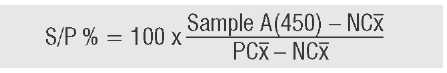 S/P % = 100 x Sample A(450) – NCx̅
PCx̅ – NCx̅